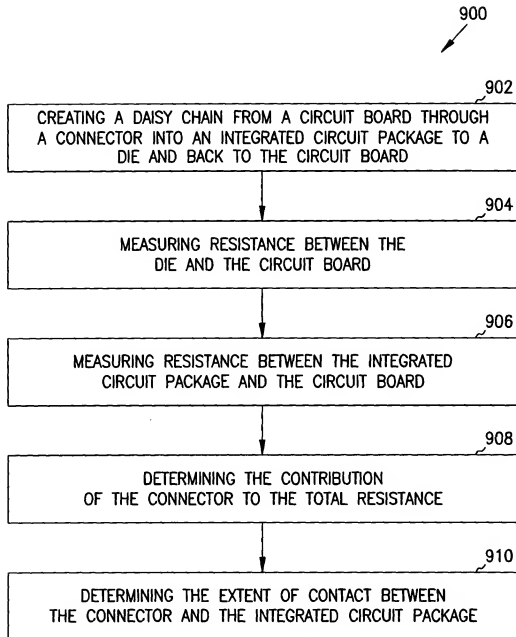 900
902
CREATING A DAISY CHAIN FROM A CIRCUIT BOARD THROUGH
A CONNECTOR INTO AN INTEGRATED CIRCUIT PACKAGE TO A
DIE AND BACK TO THE CIRCUIT BOARD
904
MEASURING RESISTANCE BETWEEN THE
DIE AND THE CIRCUIT BOARD
906
MEASURING RESISTANCE BETWEEN THE INTEGRATED
CIRCUIT PACKAGE AND THE CIRCUIT BOARD
908
DETERMINING THE CONTRIBUTION
OF THE CONNECTOR TO THE TOTAL RESISTANCE
910
DETERMINING THE EXTENT OF CONTACT BETWEEN
THE CONNECTOR AND THE INTEGRATED CIRCUIT PACKAGE